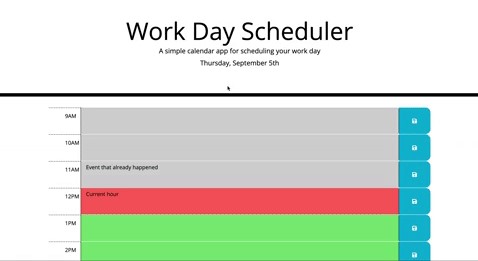 Work Day Scheduler
A simple calendar app for scheduling your work day
Thursday, September 5th
9AM
10AM
11AM Event that already happened
12PM Current hour
1PM
2PM